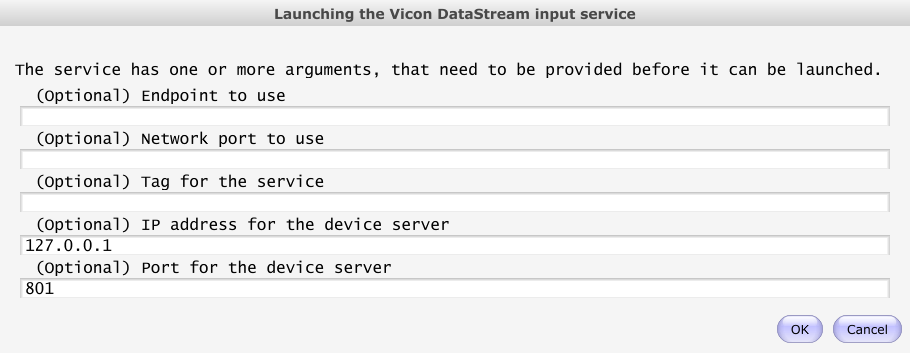 Launching the Vicon DataStream input service
The service has one or more arguments, that need to be provided before it can be launched.
(Optional) Endpoint to use
(Optional) Network port to use
(Optional) Tag for the service
(Optional) IP address for the device server
127.0.0.1
(Optional) Port for the device server
801
OK Cancel